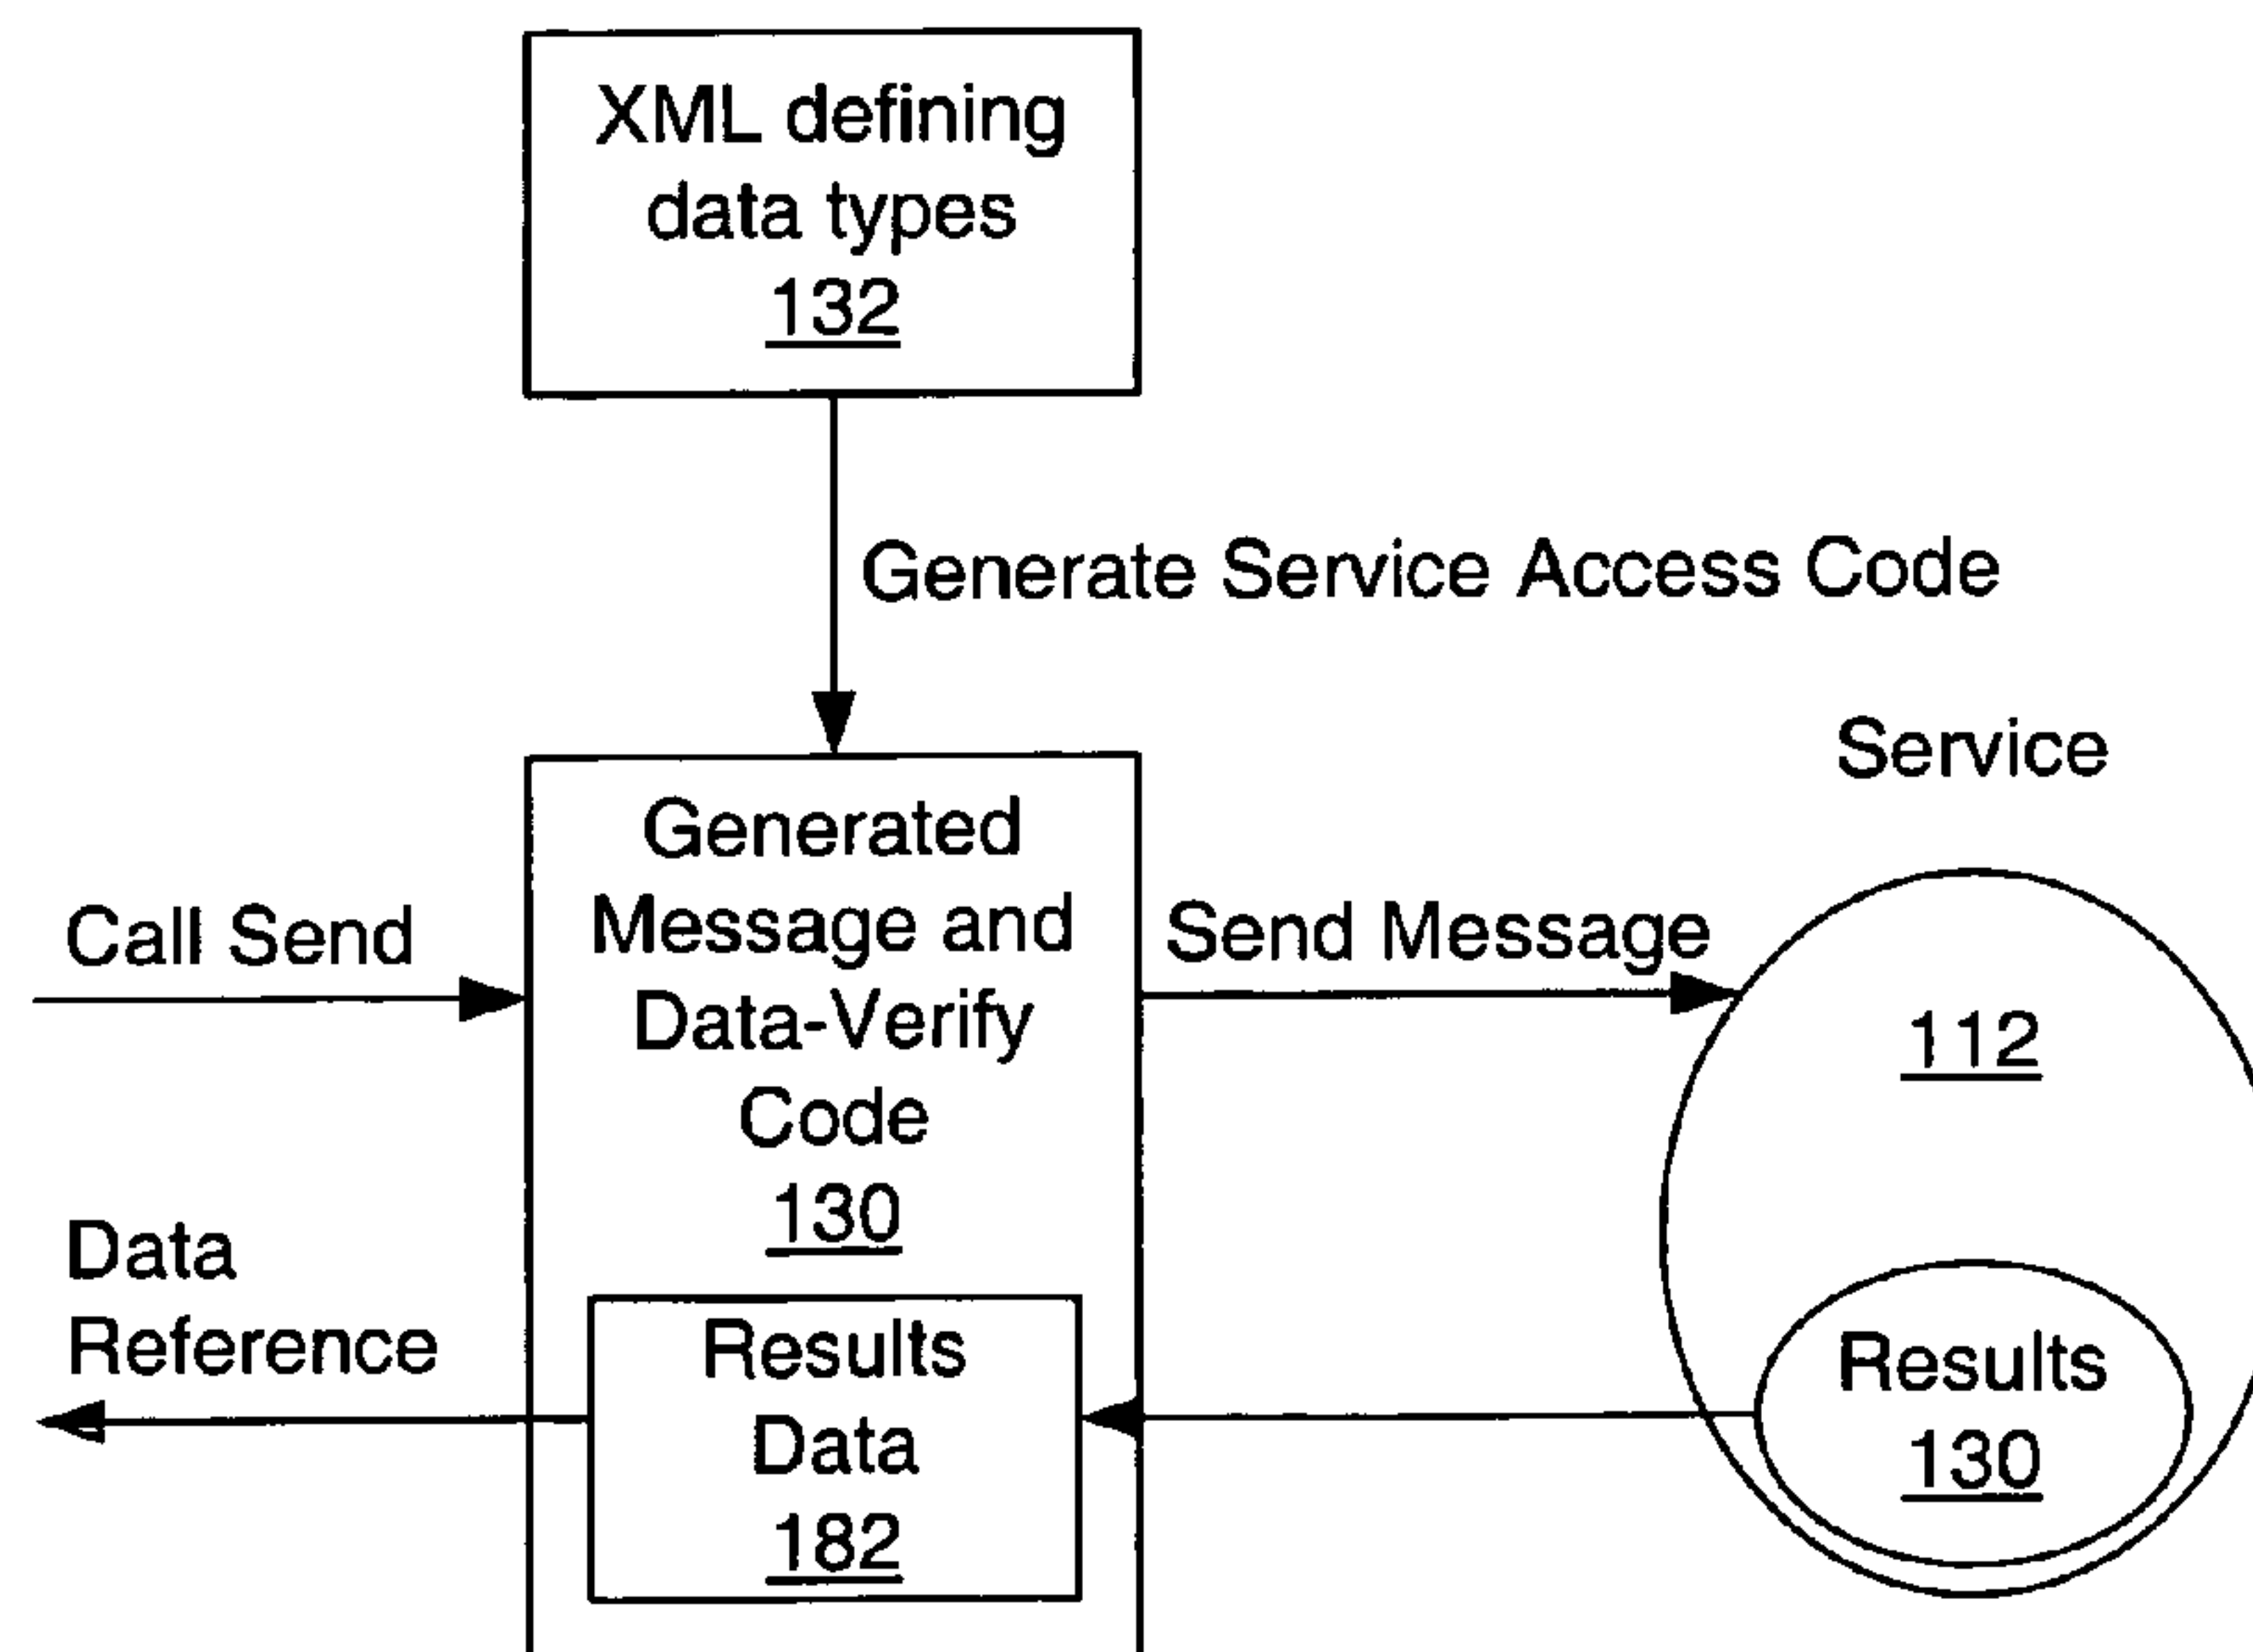 XML defining
data types
132
Generate Service Access Code
Service
Generated
Message and
Data-Verify
Code
130
Call Send
Send Message
112
Data
Reference
Results
Data
182
Results
130